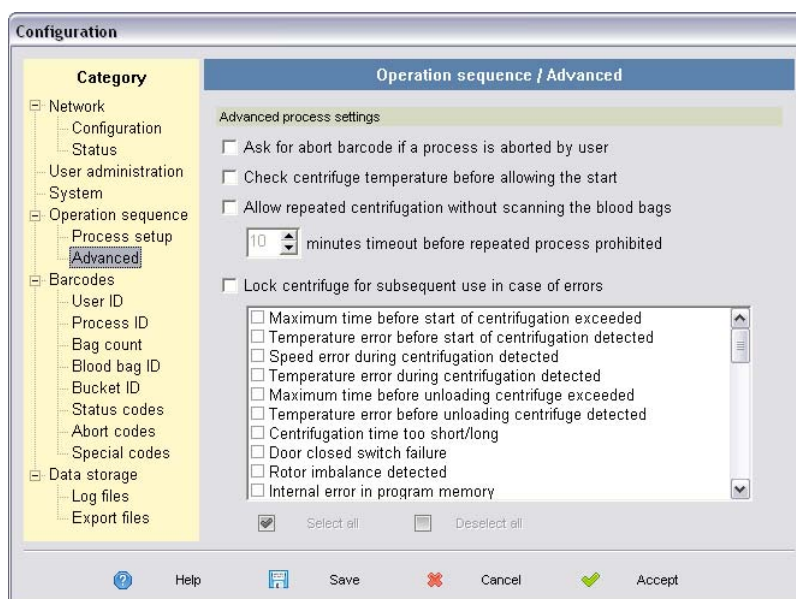 Configuration
Category
Network
Configuration
Status
User administration
System
Operation sequence
Process setup
Advanced
Barcodes
User ID
Process ID
Bag count
Blood bag ID
Bucket ID
Status codes
Abort codes
Special codes
Data storage
Log files
Export files
Operation sequence / Advanced
Advanced process settings
Ask for abort barcode if a process is aborted by user
Check centrifuge temperature before allowing the start
Allow repeated centrifugation without scanning the blood bags
10 minutes timeout before repeated process prohibited
Lock centrifuge for subsequent use in case of errors
Maximum time before start of centrifugation exceeded
Temperature error before start of centrifugation detected
Speed error during centrifugation detected
Temperature error during centrifugation detected
Maximum time before unloading centrifuge exceeded
Temperature error before unloading centrifuge detected
Centrifugation time too short/long
Door closed switch failure
Rotor imbalance detected
Internal error in program memory
Select all Deselect all
Help Save Cancel Accept